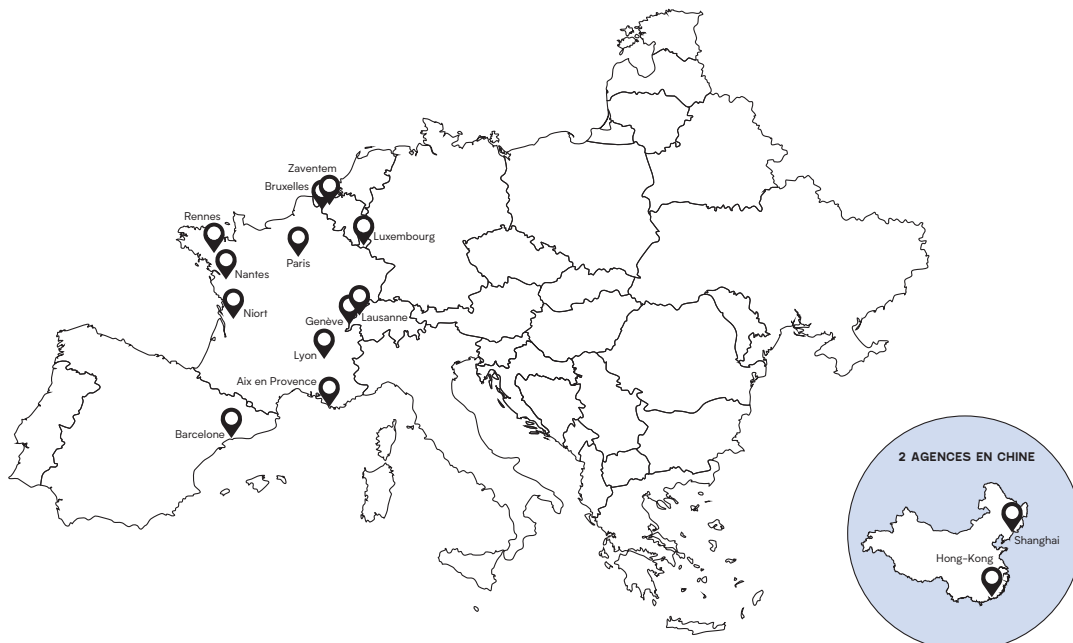 Zaventem
Bruxelles
Rennes
Luxembourg
Paris
Nantes
Niort
Genève
Lausanne
Lyon
Aix en Provence
Barcelone
2 AGENCES EN CHINE
Shanghai
Hong-Kong